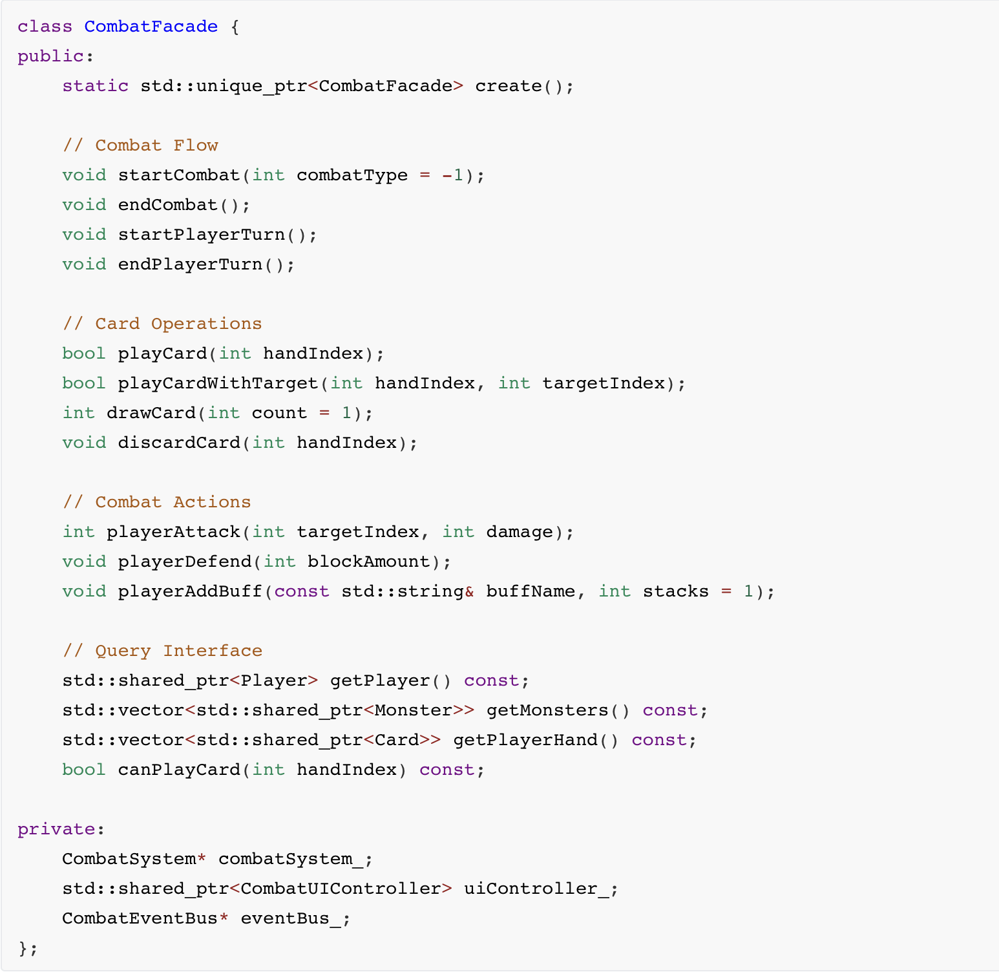 class CombatFacade {
public:
    static std::unique_ptr<CombatFacade> create();

    // Combat Flow
    void startCombat(int combatType = -1);
    void endCombat();
    void startPlayerTurn();
    void endPlayerTurn();

    // Card Operations
    bool playCard(int handIndex);
    bool playCardWithTarget(int handIndex, int targetIndex);
    int drawCard(int count = 1);
    void discardCard(int handIndex);

    // Combat Actions
    int playerAttack(int targetIndex, int damage);
    void playerDefend(int blockAmount);
    void playerAddBuff(const std::string& buffName, int stacks = 1);

    // Query Interface
    std::shared_ptr<Player> getPlayer() const;
    std::vector<std::shared_ptr<Monster>> getMonsters() const;
    std::vector<std::shared_ptr<Card>> getPlayerHand() const;
    bool canPlayCard(int handIndex) const;

private:
    CombatSystem* combatSystem_;
    std::shared_ptr<CombatUIController> uiController_;
    CombatEventBus* eventBus_;
};